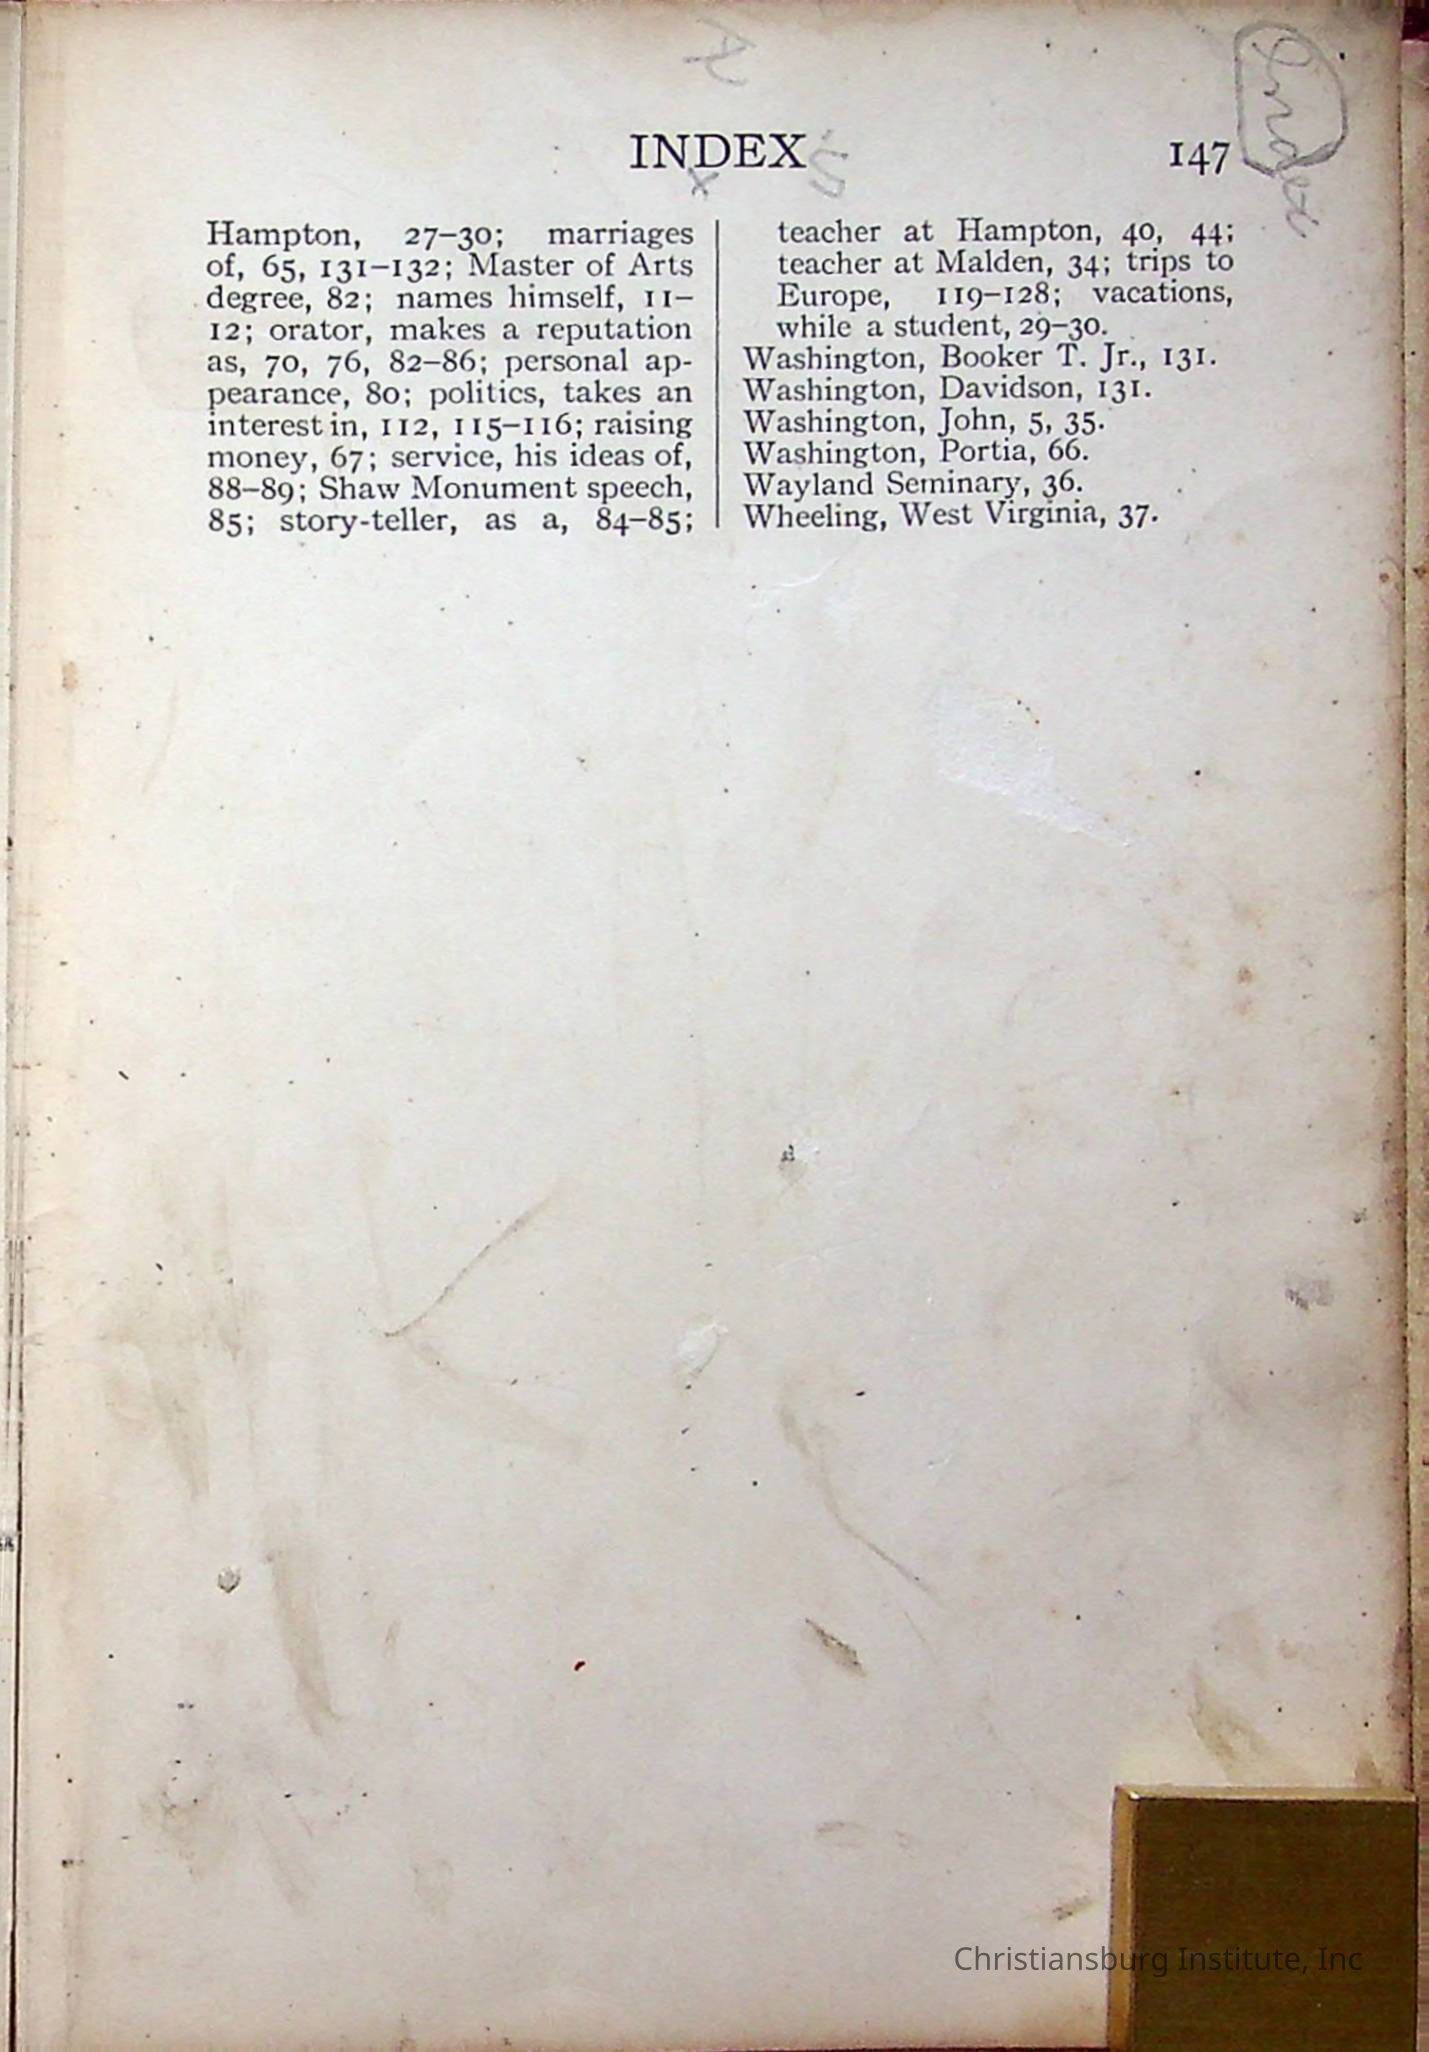 Index
INDEX
147
Hampton, 27–30; marriages
of, 65, 131–132; Master of Arts
degree, 82; names himself, 11–
12; orator, makes a reputation
as, 70, 76, 82–86; personal ap-
pearance, 80; politics, takes an
interest in, 112, 115–116; raising
money, 67; service, his ideas of,
88–89; Shaw Monument speech,
85; story-teller, as a, 84–85;
teacher at Hampton, 40, 44;
teacher at Malden, 34; trips to
Europe, 119–128; vacations,
while a student, 29–30.
Washington, Booker T. Jr., 131.
Washington, Davidson, 131.
Washington, John, 5, 35.
Washington, Portia, 66.
Wayland Seminary, 36.
Wheeling, West Virginia, 37.
Christiansburg Institute, Inc